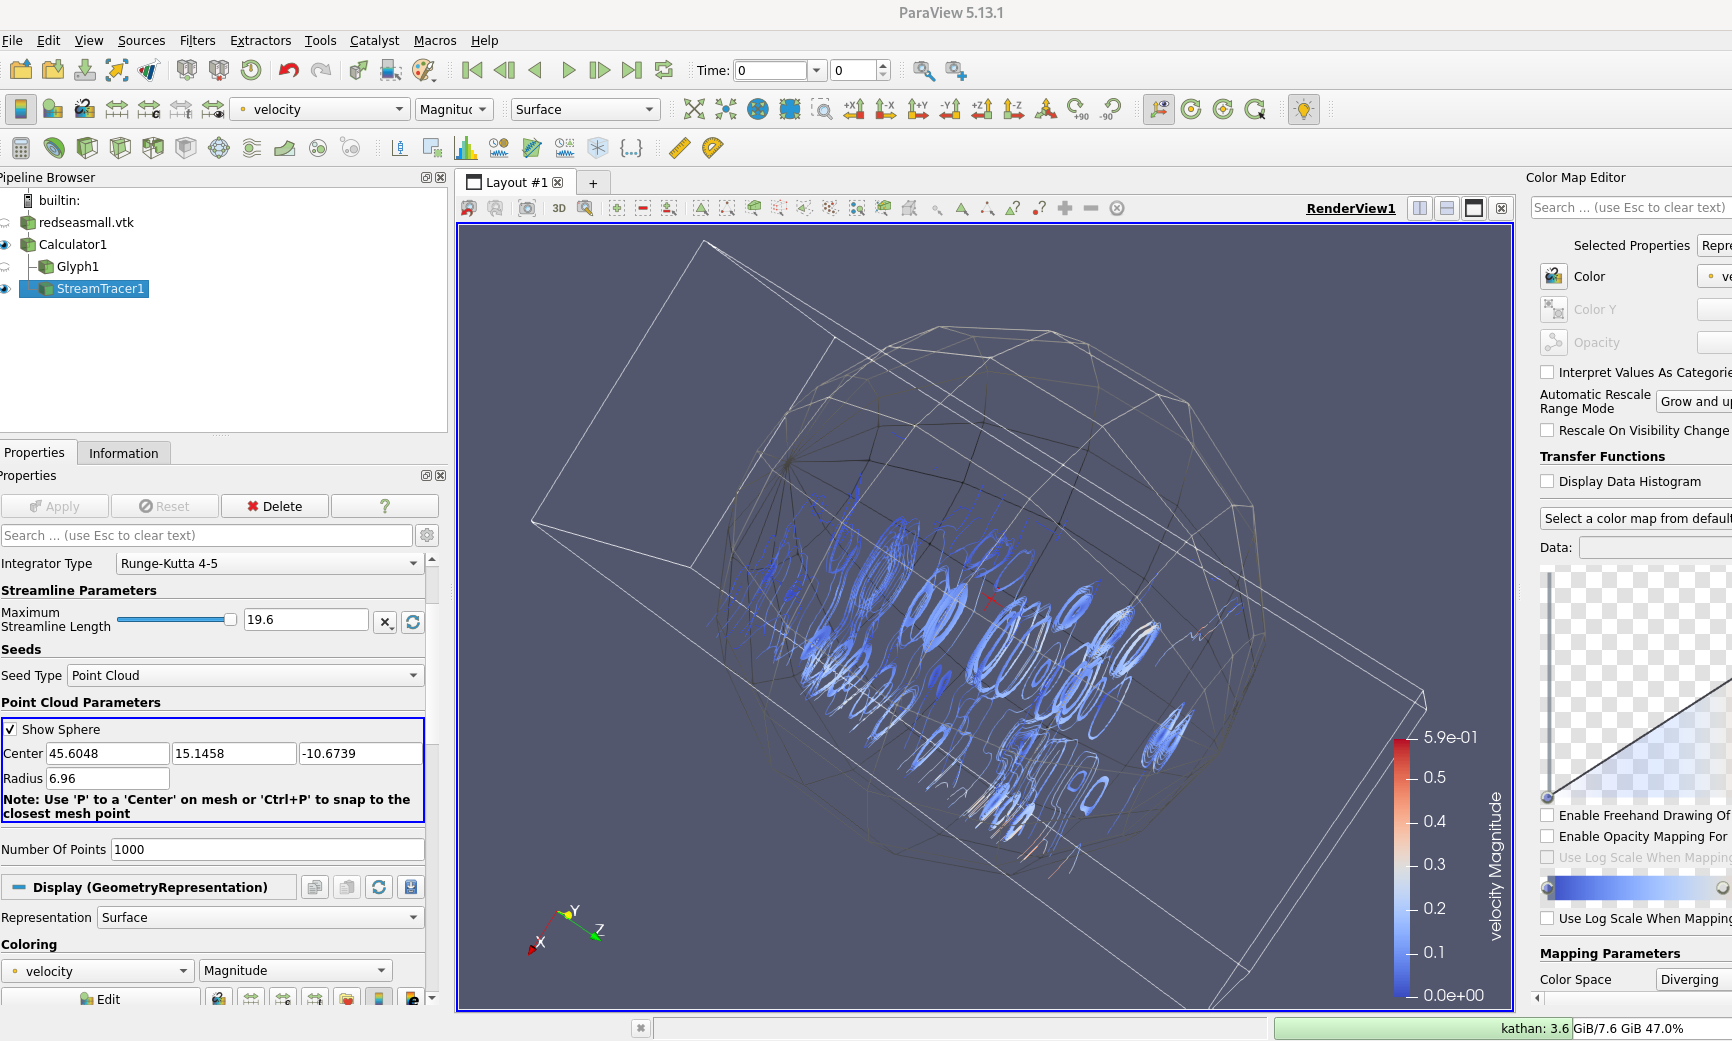 ParaView 5.13.1
File Edit View Sources Filters Extractors Tools Catalyst Macros Help
Time: 0 0
velocity Magnituc Surface
+X -X +Y -Y +Z -Z +90 -90
Pipeline Browser
Layout #1 +
Color Map Editor
builtin:
redseasmall.vtk
Calculator1
Glyph1
StreamTracer1
3D RenderView1
Properties Information
Properties
Apply Reset Delete ?
Search ... (use Esc to clear text)
Integrator Type Runge-Kutta 4-5
Streamline Parameters
Maximum
Streamline Length 19.6
Seeds
Seed Type Point Cloud
Point Cloud Parameters
Show Sphere
Center 45.6048 15.1458 -10.6739
Radius 6.96
Note: Use 'P' to a 'Center' on mesh or 'Ctrl+P' to snap to the
closest mesh point
Number Of Points 1000
Display (GeometryRepresentation)
Representation Surface
Coloring
velocity Magnitude
Edit
5.9e-01
0.5
0.4
0.3
0.2
0.1
0.0e+00
velocity Magnitude
X Y Z
Search ... (use Esc to clear text)
Selected Properties Repre
Color ve
Color Y
Opacity
Interpret Values As Categorie
Automatic Rescale
Range Mode Grow and up
Rescale On Visibility Change
Transfer Functions
Display Data Histogram
Select a color map from default
Data:
Enable Freehand Drawing Of
Enable Opacity Mapping For
Use Log Scale When Mapping
Use Log Scale When Mapping
Mapping Parameters
Color Space Diverging
kathan: 3.6 GiB/7.6 GiB 47.0%